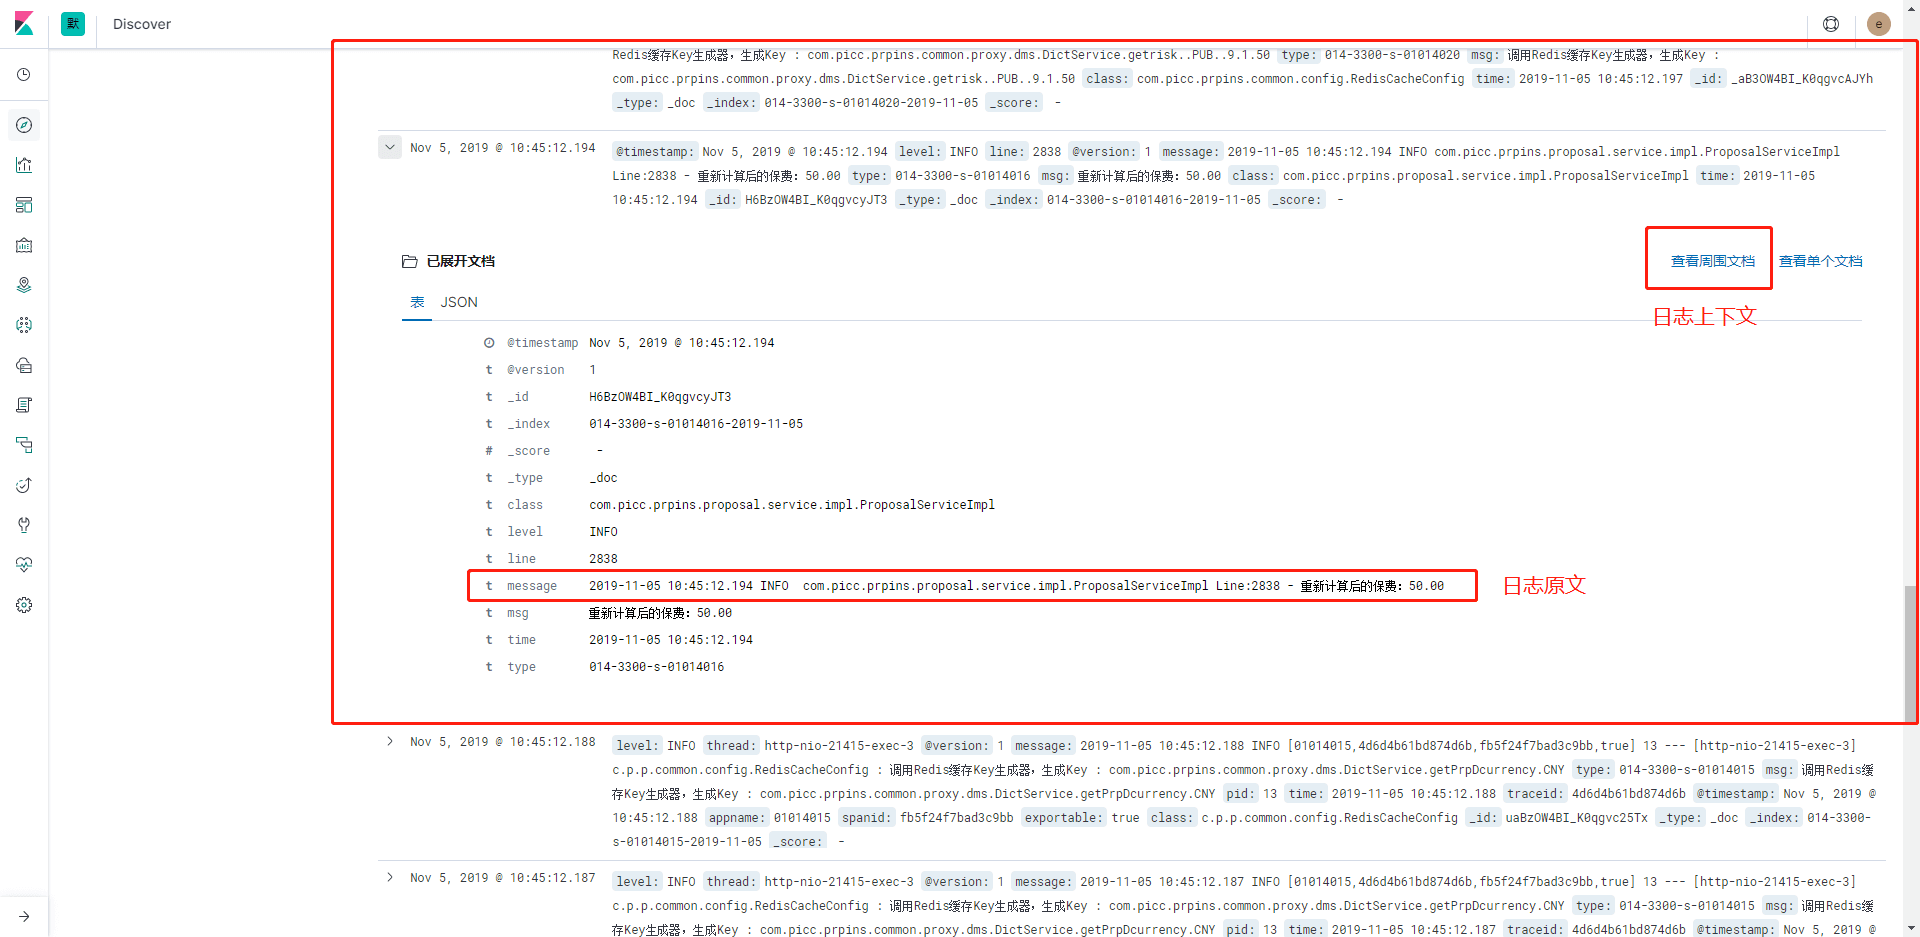 默 Discover e
Redis缓存Key生成器，生成Key : com.picc.prpins.common.proxy.dms.DictService.getrisk..PUB..9.1.50 type: 014-3300-s-01014020 msg: 调用Redis缓存Key生成器，生成Key :
com.picc.prpins.common.proxy.dms.DictService.getrisk..PUB..9.1.50 class: com.picc.prpins.common.config.RedisCacheConfig time: 2019-11-05 10:45:12.197 _id: _aB3OW4BI_K0qgvcAJYh
_type: _doc _index: 014-3300-s-01014020-2019-11-05 _score: -
Nov 5, 2019 @ 10:45:12.194 @timestamp: Nov 5, 2019 @ 10:45:12.194 level: INFO line: 2838 @version: 1 message: 2019-11-05 10:45:12.194 INFO com.picc.prpins.proposal.service.impl.ProposalServiceImpl
Line:2838 - 重新计算后的保费：50.00 type: 014-3300-s-01014016 msg: 重新计算后的保费：50.00 class: com.picc.prpins.proposal.service.impl.ProposalServiceImpl time: 2019-11-05
10:45:12.194 _id: H6BzOW4BI_K0qgvcyJT3 _type: _doc _index: 014-3300-s-01014016-2019-11-05 _score: -
已展开文档 查看周围文档 查看单个文档
表 JSON
日志上下文
@timestamp Nov 5, 2019 @ 10:45:12.194
t @version 1
t _id H6BzOW4BI_K0qgvcyJT3
t _index 014-3300-s-01014016-2019-11-05
# _score -
t _type _doc
t class com.picc.prpins.proposal.service.impl.ProposalServiceImpl
t level INFO
t line 2838
t message 2019-11-05 10:45:12.194 INFO com.picc.prpins.proposal.service.impl.ProposalServiceImpl Line:2838 - 重新计算后的保费：50.00 日志原文
t msg 重新计算后的保费：50.00
t time 2019-11-05 10:45:12.194
t type 014-3300-s-01014016
Nov 5, 2019 @ 10:45:12.188 level: INFO thread: http-nio-21415-exec-3 @version: 1 message: 2019-11-05 10:45:12.188 INFO [01014015,4d6d4b61bd874d6b,fb5f24f7bad3c9bb,true] 13 --- [http-nio-21415-exec-3]
c.p.p.common.config.RedisCacheConfig : 调用Redis缓存Key生成器，生成Key : com.picc.prpins.common.proxy.dms.DictService.getPrpDcurrency.CNY type: 014-3300-s-01014015 msg: 调用Redis缓
存Key生成器，生成Key : com.picc.prpins.common.proxy.dms.DictService.getPrpDcurrency.CNY pid: 13 time: 2019-11-05 10:45:12.188 traceid: 4d6d4b61bd874d6b @timestamp: Nov 5, 2019 @
10:45:12.188 appname: 01014015 spanid: fb5f24f7bad3c9bb exportable: true class: c.p.p.common.config.RedisCacheConfig _id: uaBzOW4BI_K0qgvc25Tx _type: _doc _index: 014-3300-
s-01014015-2019-11-05 _score: -
Nov 5, 2019 @ 10:45:12.187 level: INFO thread: http-nio-21415-exec-3 @version: 1 message: 2019-11-05 10:45:12.187 INFO [01014015,4d6d4b61bd874d6b,fb5f24f7bad3c9bb,true] 13 --- [http-nio-21415-exec-3]
c.p.p.common.config.RedisCacheConfig : 调用Redis缓存Key生成器，生成Key : com.picc.prpins.common.proxy.dms.DictService.getPrpDcurrency.CNY type: 014-3300-s-01014015 msg: 调用Redis缓
存Key生成器，生成Key : com.picc.prpins.common.proxy.dms.DictService.getPrpDcurrency.CNY pid: 13 time: 2019-11-05 10:45:12.187 traceid: 4d6d4b61bd874d6b @timestamp: Nov 5, 2019 @